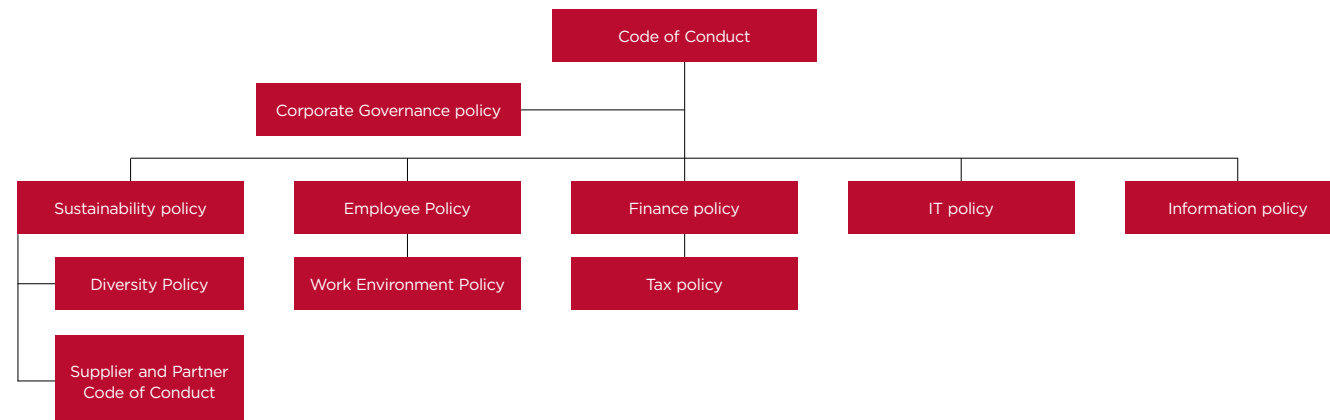 Code of Conduct
Corporate Governance policy
Sustainability policy
Employee Policy
Finance policy
IT policy
Information policy
Diversity Policy
Work Environment Policy
Tax policy
Supplier and Partner
Code of Conduct